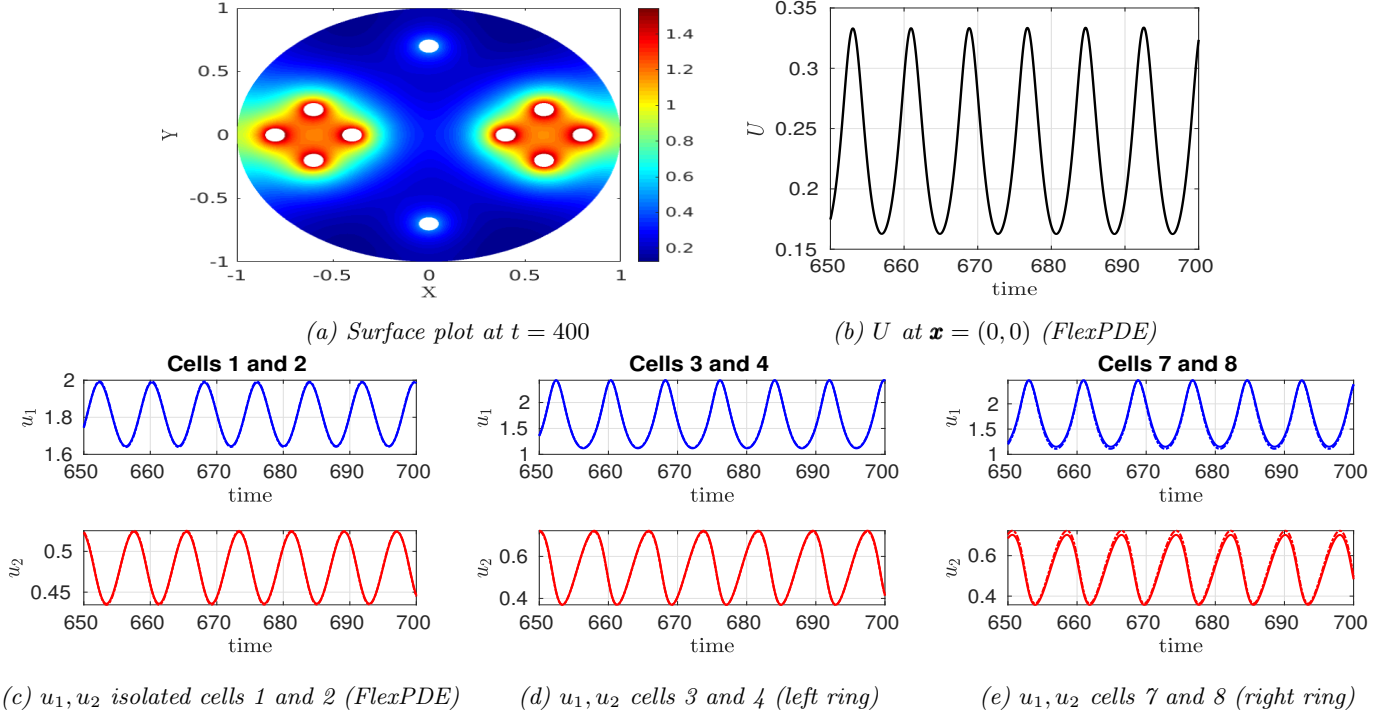 1
0.5
0
-0.5
-1
Y
-1 -0.5 0 0.5 1
X
1.4
1.2
1
0.8
0.6
0.4
0.2
0.35
0.3
0.25
0.2
0.15
U
650 660 670 680 690 700
time
(a) Surface plot at t = 400
(b) U at x = (0, 0) (FlexPDE)
Cells 1 and 2
2
1.8
1.6
u₁
650 660 670 680 690 700
time
0.5
0.45
u₂
650 660 670 680 690 700
time
Cells 3 and 4
2
1.5
1
u₁
650 660 670 680 690 700
time
0.6
0.4
u₂
650 660 670 680 690 700
time
Cells 7 and 8
2
1.5
1
u₁
650 660 670 680 690 700
time
0.6
0.4
u₂
650 660 670 680 690 700
time
(c) u₁, u₂ isolated cells 1 and 2 (FlexPDE)
(d) u₁, u₂ cells 3 and 4 (left ring)
(e) u₁, u₂ cells 7 and 8 (right ring)